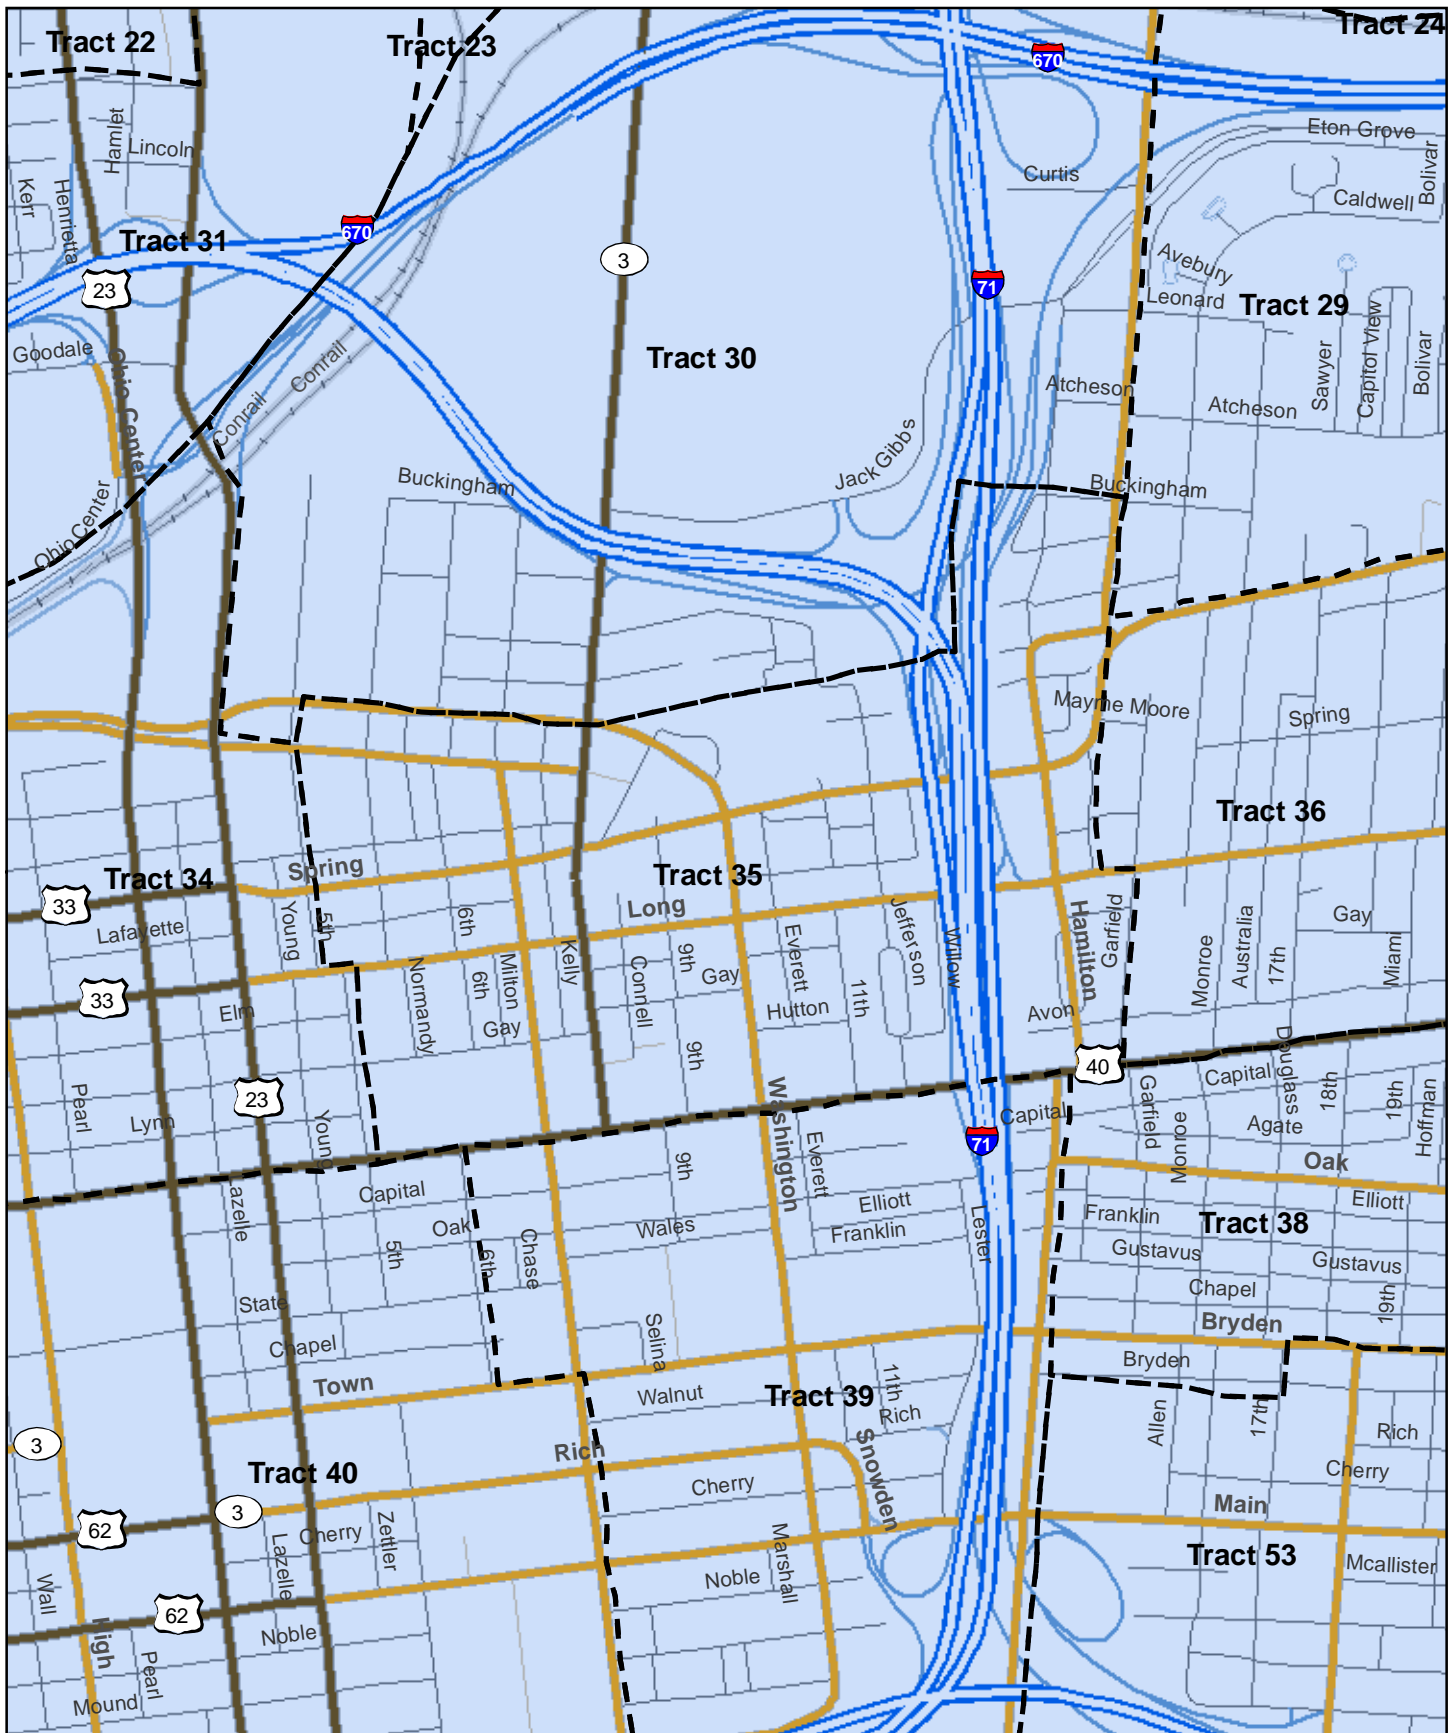 Tract 22
Tract 23
Tract 24
670
Hamlet
Lincoln
Eton Grove
Bolivar
Curtis
Kerr
Henrietta
Caldwell
670
Tract 31
3
Avebury
71
23
Leonard
Tract 29
Goodale
Ohio Center
Conrail
Tract 30
Sawyer
Capitol View
Bolivar
Atcheson
Atcheson
Conrail
Jack Gibbs
Buckingham
Buckingham
Ohio Center
Mayme Moore
Spring
Tract 36
Spring
Tract 34
Tract 35
33
Long
Young
5th
6th
Jefferson
Hamilton
Garfield
Gay
Lafayette
Kelly
9th
Everett
Willow
Monroe
Australia
17th
Miami
33
Normandy
6th
Milton
Connell
Gay
11th
Elm
Gay
Hutton
Avon
9th
40
Douglass
Capital
18th
23
Pearl
Lynn
Young
Washington
Capital
71
Garfield
Monroe
Agate
19th
Hoffman
9th
Everett
Oak
Lazelle
Capital
Elliott
Elliott
Oak
Wales
Franklin
Lester
Franklin
Tract 38
5th
6th
Chase
Gustavus
Gustavus
State
Chapel
19th
Chapel
Selina
Bryden
Bryden
Town
Walnut
Tract 39
11th
Rich
Allen
17th
Rich
3
Rich
Snowden
Tract 40
Cherry
Cherry
3
Main
62
Cherry
Zettler
Lazelle
Marshall
Tract 53
Mcallister
Wall
Noble
62
High
Noble
Pearl
Mound